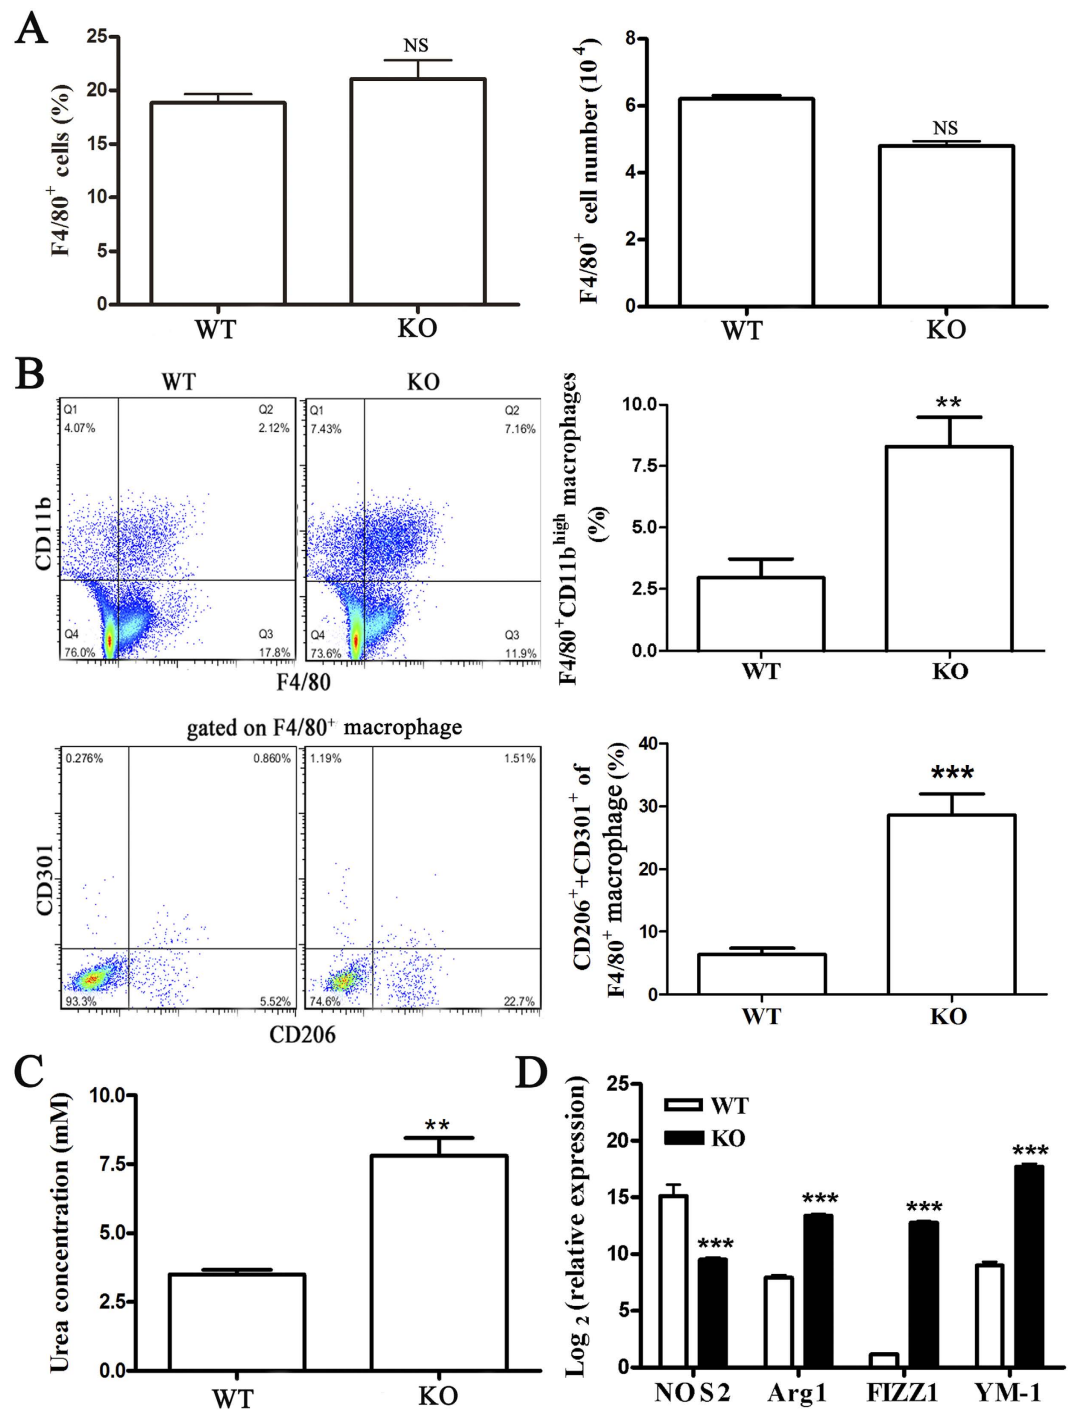 A
25
20
15
10
5
0
F4/80+ cells (%)
NS
WT
KO
8
6
4
2
0
F4/80+ cell number (10 4)
NS
WT
KO
B
WT
KO
CD11b
Q1
4.07%
Q2
2.12%
Q4
76.0%
Q3
17.8%
Q1
7.43%
Q2
7.16%
Q4
73.6%
Q3
11.9%
F4/80
F4/80+CD11bhigh macrophages
(%)
10.0
7.5
5.0
2.5
0.0
**
WT
KO
gated on F4/80+ macrophage
CD301
0.276%
0.860%
93.3%
5.52%
1.19%
1.51%
74.6%
22.7%
CD206
CD206++CD301+ of
F4/80+ macrophage (%)
40
30
20
10
0
***
WT
KO
C
Urea concentration (mM)
10.0
7.5
5.0
2.5
0.0
**
WT
KO
D
Log 2 (relative expression)
25
20
15
10
5
0
WT
KO
***
***
***
***
NOS2
Arg1
FIZZ1
YM-1